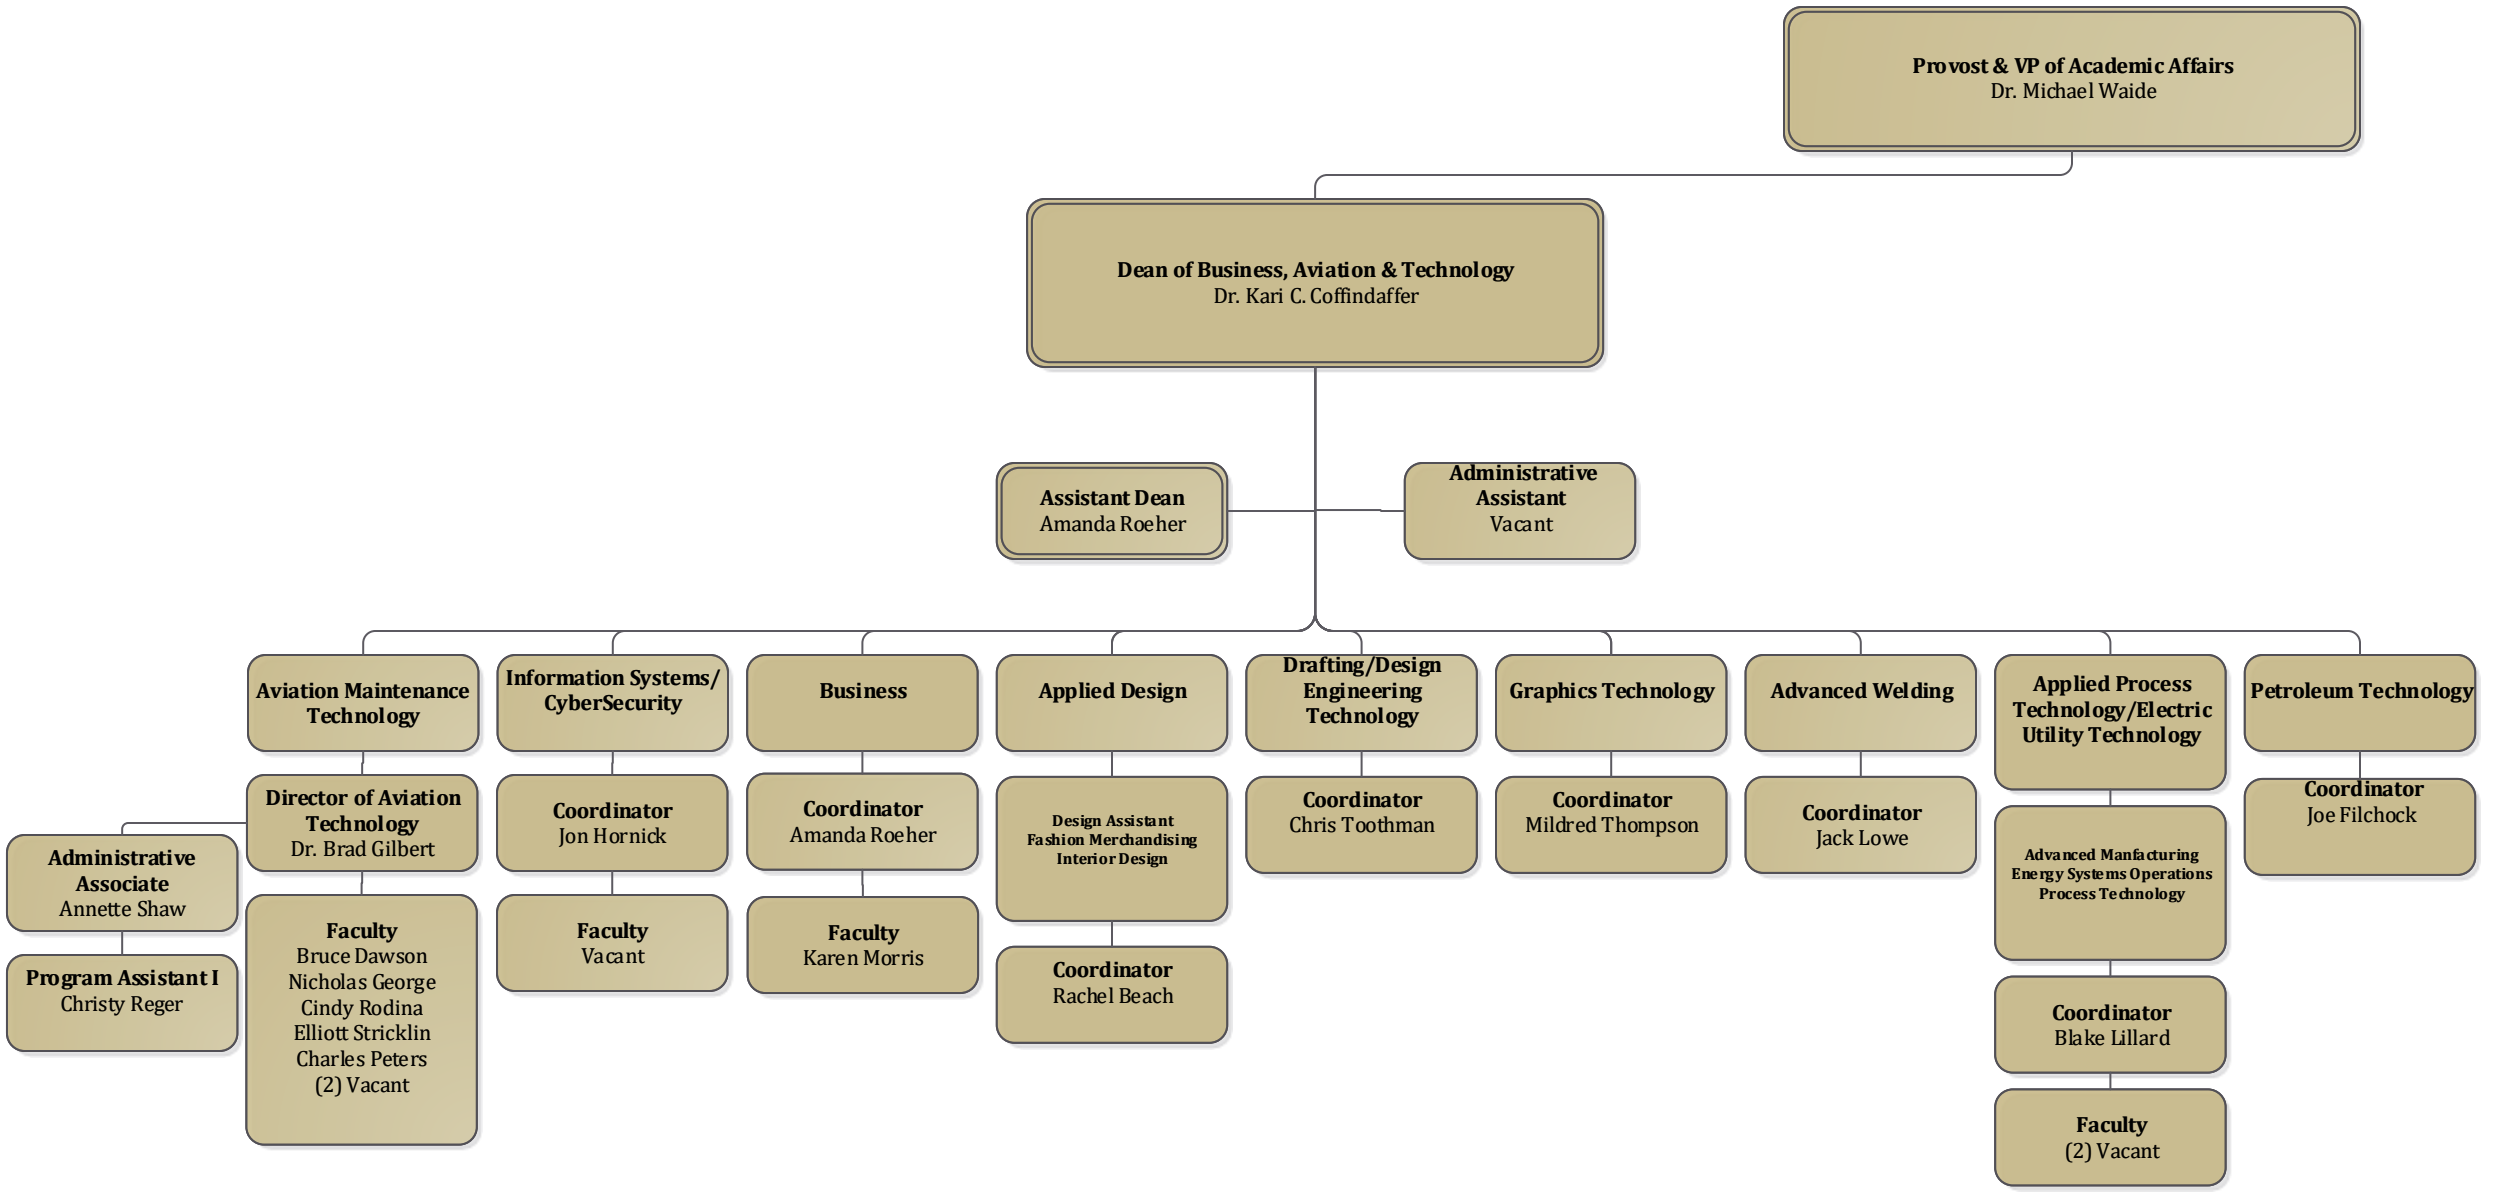 Provost & VP of Academic Affairs
Dr. Michael Waide
Dean of Business, Aviation & Technology
Dr. Kari C. Coffindaffer
Assistant Dean
Amanda Roeher
Administrative
Assistant
Vacant
Aviation Maintenance
Technology
Director of Aviation
Technology
Dr. Brad Gilbert
Administrative
Associate
Annette Shaw
Program Assistant I
Christy Reger
Faculty
Bruce Dawson
Nicholas George
Cindy Rodina
Elliott Stricklin
Charles Peters
(2) Vacant
Information Systems/
CyberSecurity
Coordinator
Jon Hornick
Faculty
Vacant
Business
Coordinator
Amanda Roeher
Faculty
Karen Morris
Applied Design
Design Assistant
Fashion Merchandising
Interior Design
Coordinator
Rachel Beach
Drafting/Design
Engineering
Technology
Coordinator
Chris Toothman
Graphics Technology
Coordinator
Mildred Thompson
Advanced Welding
Coordinator
Jack Lowe
Applied Process
Technology/Electric
Utility Technology
Advanced Manfacturing
Energy Systems Operations
Process Technology
Coordinator
Blake Lillard
Faculty
(2) Vacant
Petroleum Technology
Coordinator
Joe Filchock